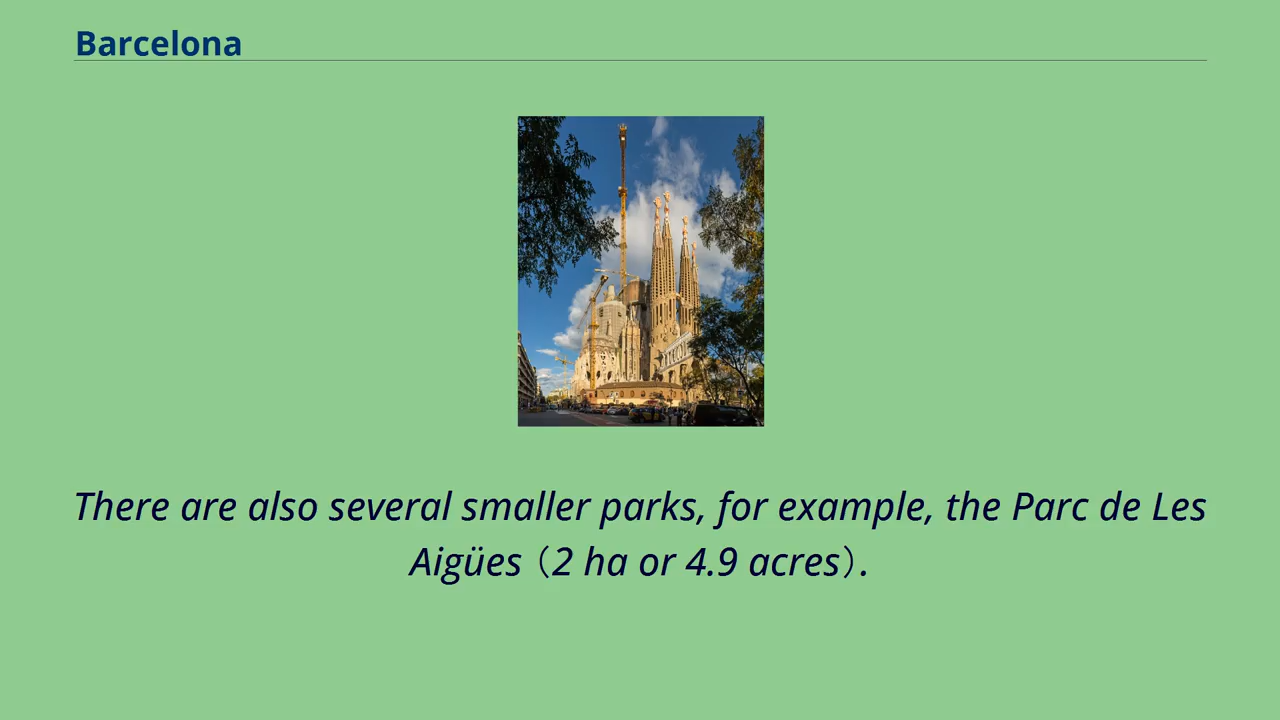 Barcelona
There are also several smaller parks, for example, the Parc de Les
Aigües (2 ha or 4.9 acres).